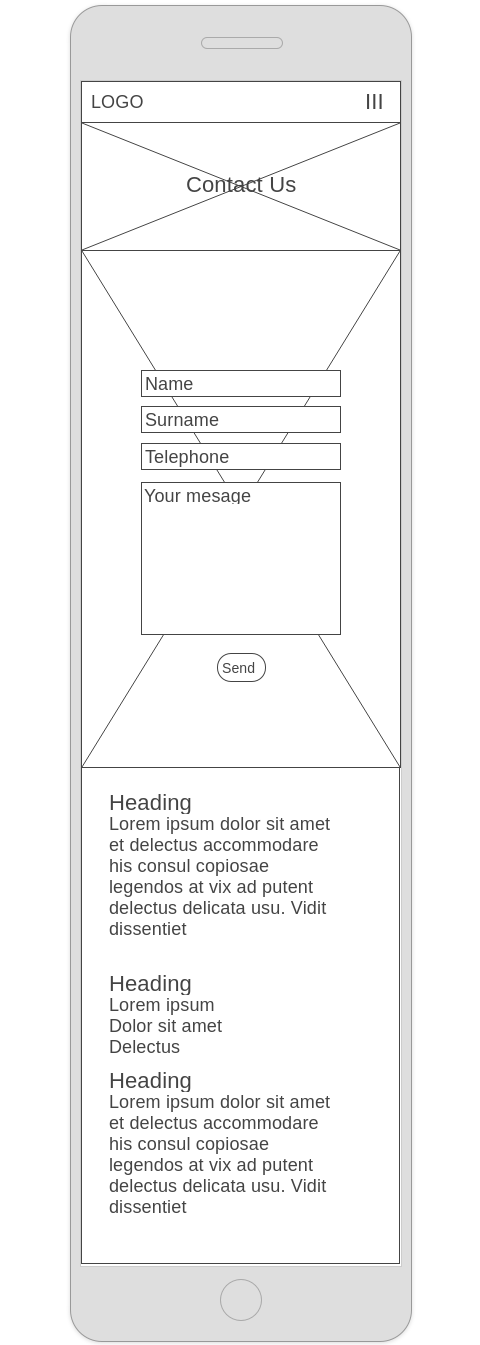 LOGO
Contact Us
Name
Surname
Telephone
Your mesage
Send
Heading
Lorem ipsum dolor sit amet
et delectus accommodare
his consul copiosae
legendos at vix ad putent
delectus delicata usu. Vidit
dissentiet
Heading
Lorem ipsum
Dolor sit amet
Delectus
Heading
Lorem ipsum dolor sit amet
et delectus accommodare
his consul copiosae
legendos at vix ad putent
delectus delicata usu. Vidit
dissentiet